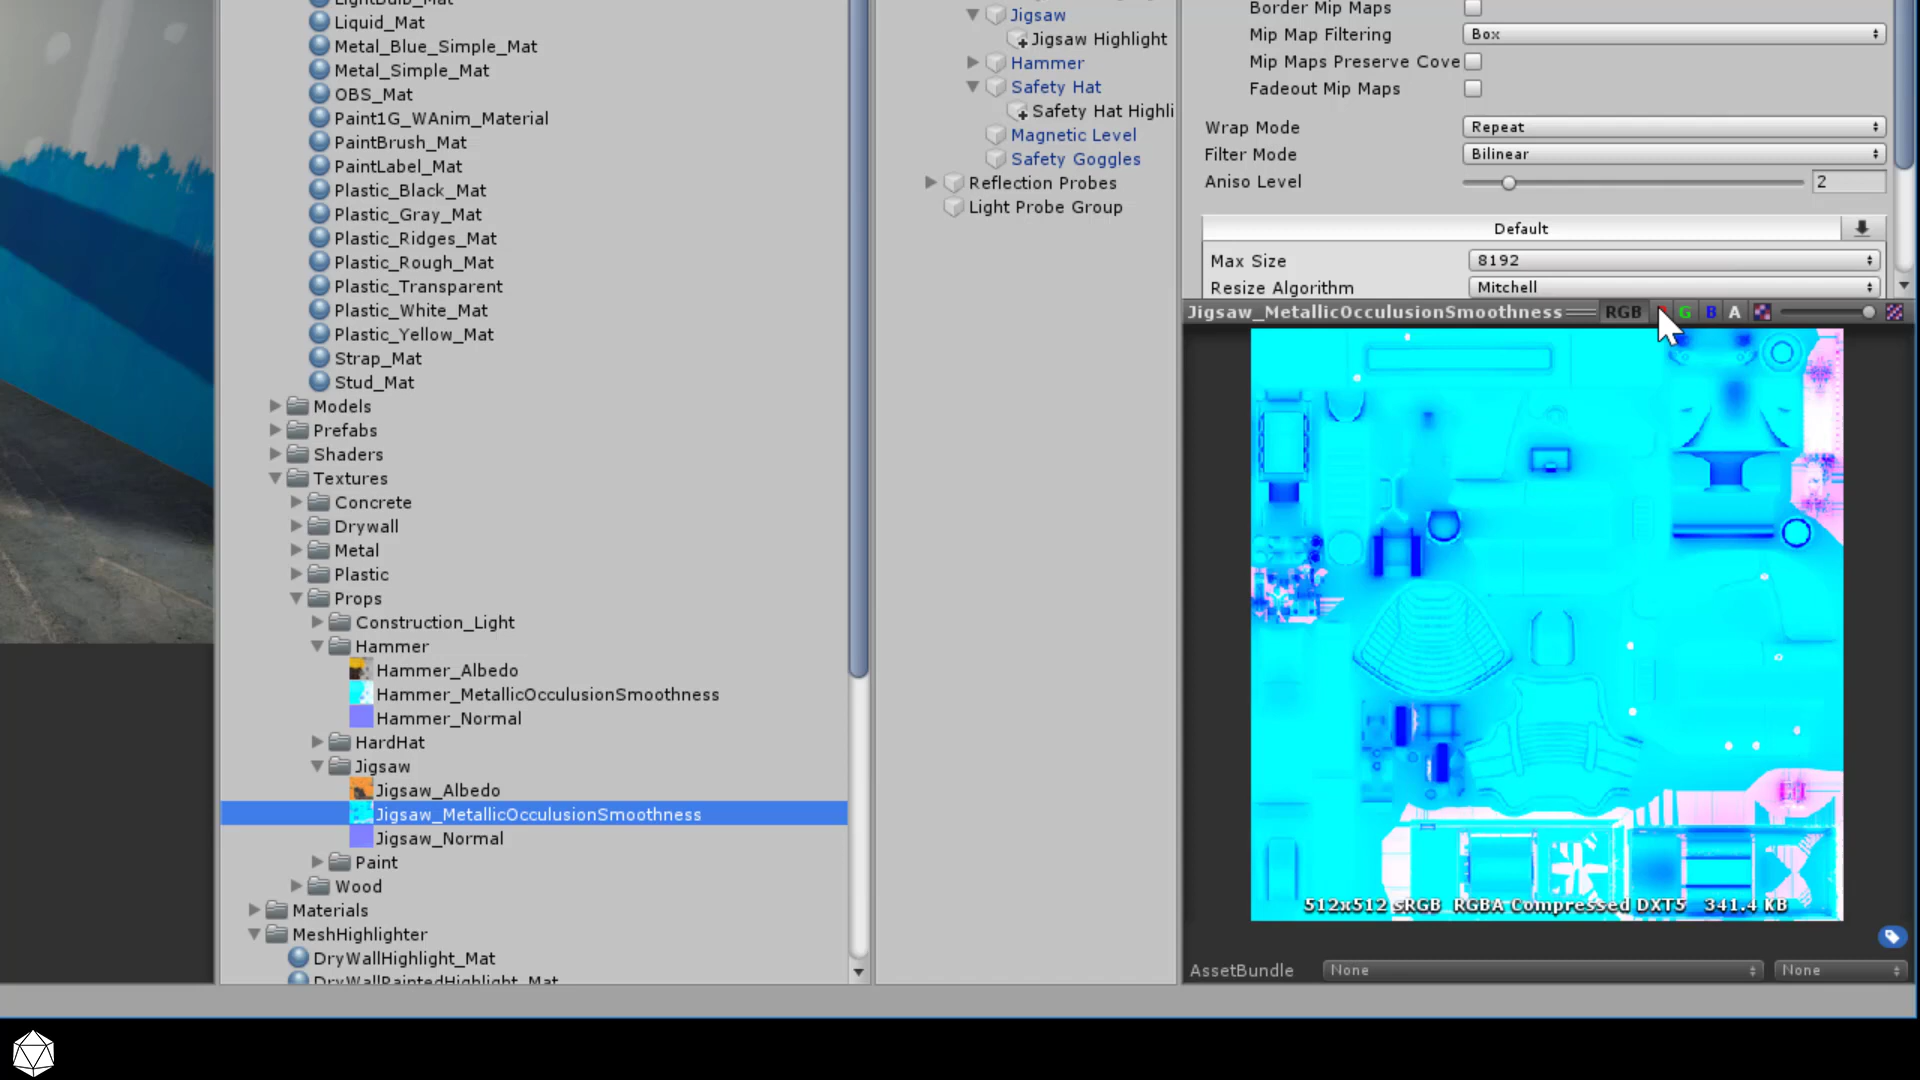 LightBulb_Mat
Liquid_Mat
Metal_Blue_Simple_Mat
Metal_Simple_Mat
OBS_Mat
Paint1G_WAnim_Material
PaintBrush_Mat
PaintLabel_Mat
Plastic_Black_Mat
Plastic_Gray_Mat
Plastic_Ridges_Mat
Plastic_Rough_Mat
Plastic_Transparent
Plastic_White_Mat
Plastic_Yellow_Mat
Strap_Mat
Stud_Mat
Models
Prefabs
Shaders
Textures
Concrete
Drywall
Metal
Plastic
Props
Construction_Light
Hammer
Hammer_Albedo
Hammer_MetallicOcculusionSmoothness
Hammer_Normal
HardHat
Jigsaw
Jigsaw_Albedo
Jigsaw_MetallicOcculusionSmoothness
Jigsaw_Normal
Paint
Wood
Materials
MeshHighlighter
DryWallHighlight_Mat
DryWallPaintedHighlight_Mat
Jigsaw
Jigsaw Highlight
Hammer
Safety Hat
Safety Hat Highli
Magnetic Level
Safety Goggles
Reflection Probes
Light Probe Group
Border Mip Maps
Mip Map Filtering Box
Mip Maps Preserve Cove
Fadeout Mip Maps
Wrap Mode Repeat
Filter Mode Bilinear
Aniso Level 2
Default
Max Size 8192
Resize Algorithm Mitchell
Jigsaw_MetallicOcculusionSmoothness RGB G B A
512x512 sRGB RGBA Compressed DXT5 341.4 KB
AssetBundle None None